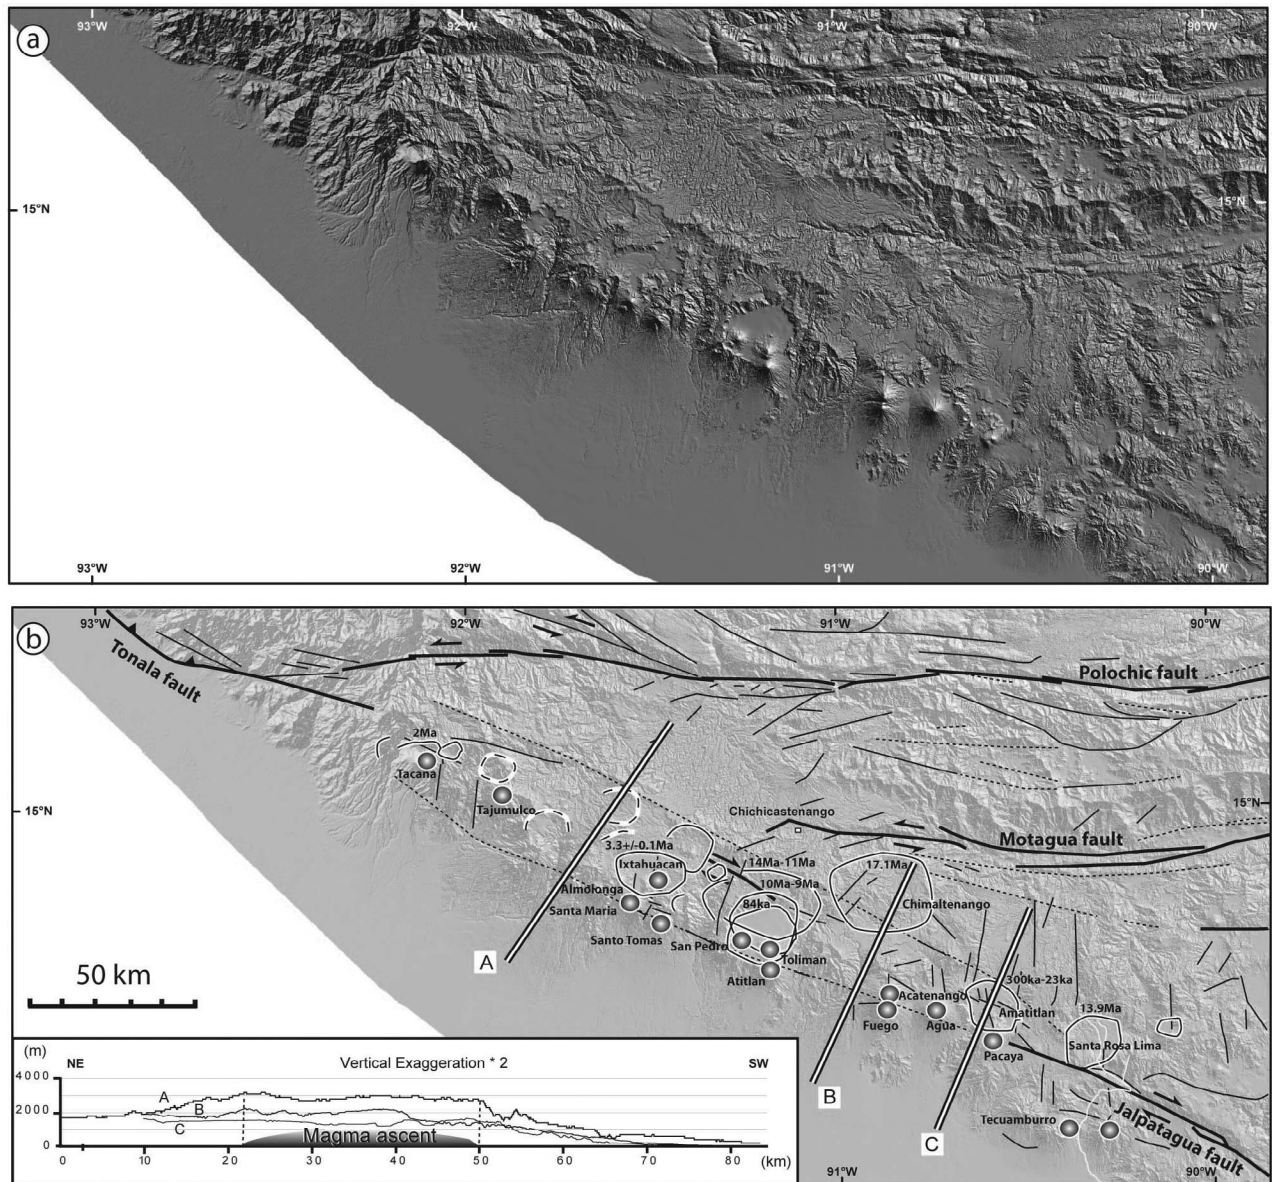 a
93°W
92°W
91°W
90°W
15°N
15°N
93°W
92°W
91°W
90°W
b
93°W
92°W
91°W
90°W
Tonala fault
Polochic fault
2Ma
Tacana
Tajumulco
15°N
15°N
Chichicastenango
Motagua fault
3.3+/-0.1Ma
Ixtahuacan
14Ma-11Ma
17.1Ma
10Ma-9Ma
Almolonga
84ka
Chimaltenango
Santa Maria
Santo Tomas
San Pedro
Toliman
A
Atitlan
300ka-23ka
50 km
Acatenango
Amatitlan
13.9Ma
Fuego
Agua
Santa Rosa Lima
Pacaya
B
Tecuamburro
Jalpatagua fault
C
91°W
90°W
(m)
NE
Vertical Exaggeration * 2
SW
4000
A
2000
B
C
Magma ascent
0
0
10
20
30
40
50
60
70
80
(km)